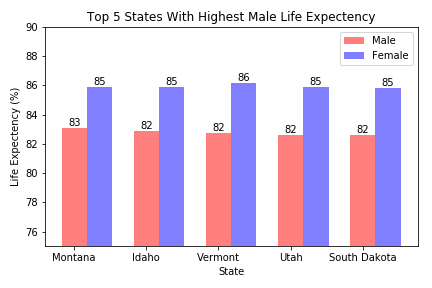 Top 5 States With Highest Male Life Expectency
90
88
86
84
82
80
78
76
Life Expectency (%)
Male
Female
83
85
82
85
82
86
82
85
82
85
Montana
Idaho
Vermont
Utah
South Dakota
State